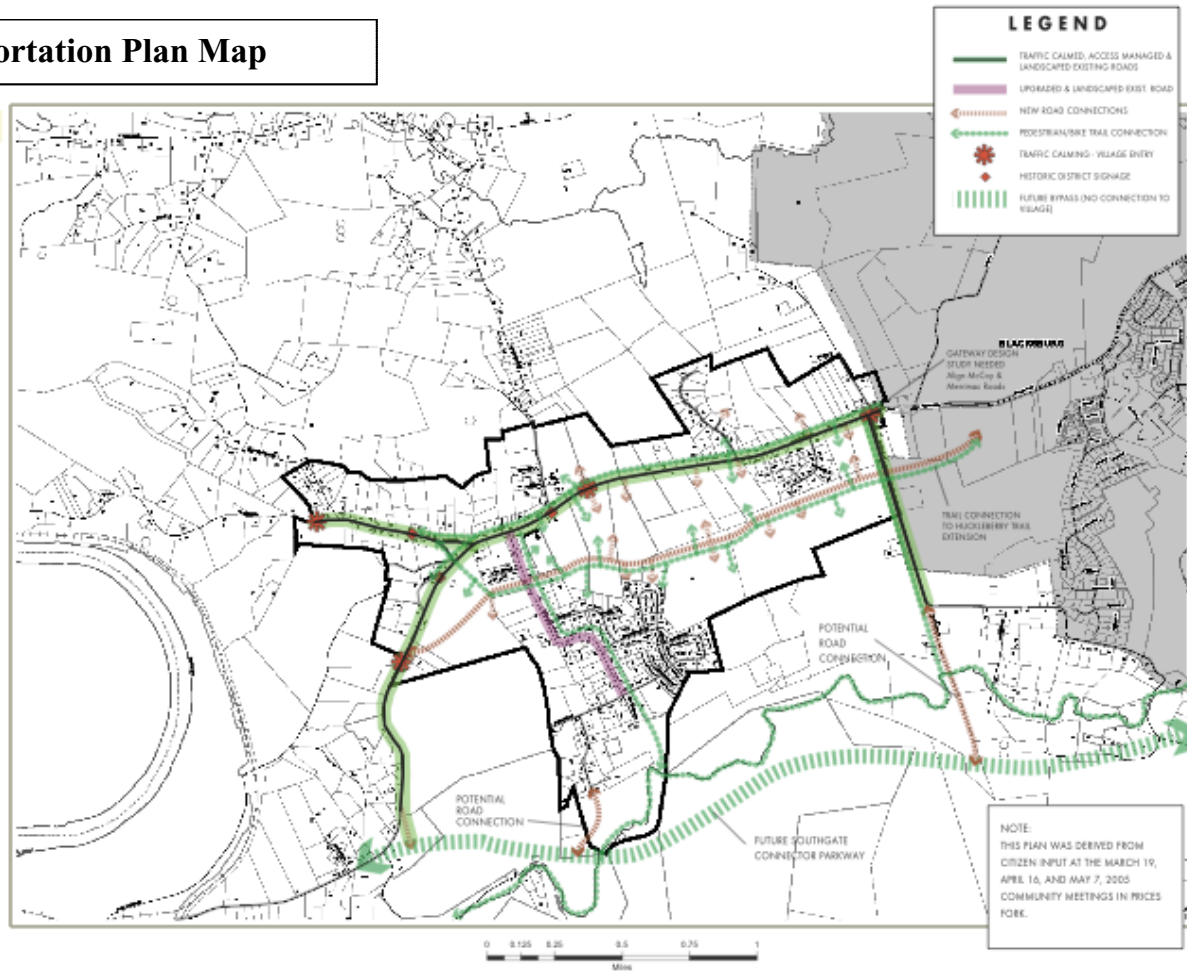 ortation Plan Map
LEGEND
TRAFFIC CALMED, ACCESS MANAGED &
LANDSCAPED EXISTING ROADS
UPGRADED & LANDSCAPED EXIST. ROAD
NEW ROAD CONNECTIONS
PEDESTRIAN/BIKE TRAIL CONNECTION
TRAFFIC CALMING - VILLAGE ENTRY
HISTORIC DISTRICT SIGNAGE
FUTURE BYPASS (NO CONNECTION TO
VILLAGE)
BLACKSBURG
GATEWAY DESIGN
STUDY NEEDED
Align McCoy &
Merrimac Roads
TRAIL CONNECTION
TO HUCKLEBERRY TRAIL
EXTENSION
POTENTIAL
ROAD
CONNECTION
POTENTIAL
ROAD
CONNECTION
FUTURE SOUTHGATE
CONNECTOR PARKWAY
NOTE:
THIS PLAN WAS DERIVED FROM
CITIZEN INPUT AT THE MARCH 19,
APRIL 16, AND MAY 7, 2005
COMMUNITY MEETINGS IN PRICES
FORK.
0 0.125 0.25 0.5 0.75 1
Miles